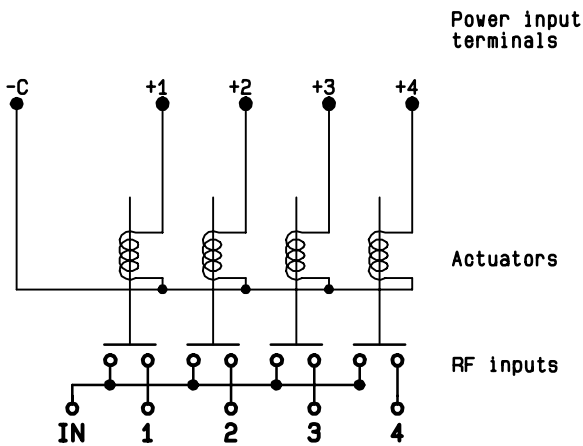 Power input
terminals
-C +1 +2 +3 +4
Actuators
RF inputs
IN 1 2 3 4